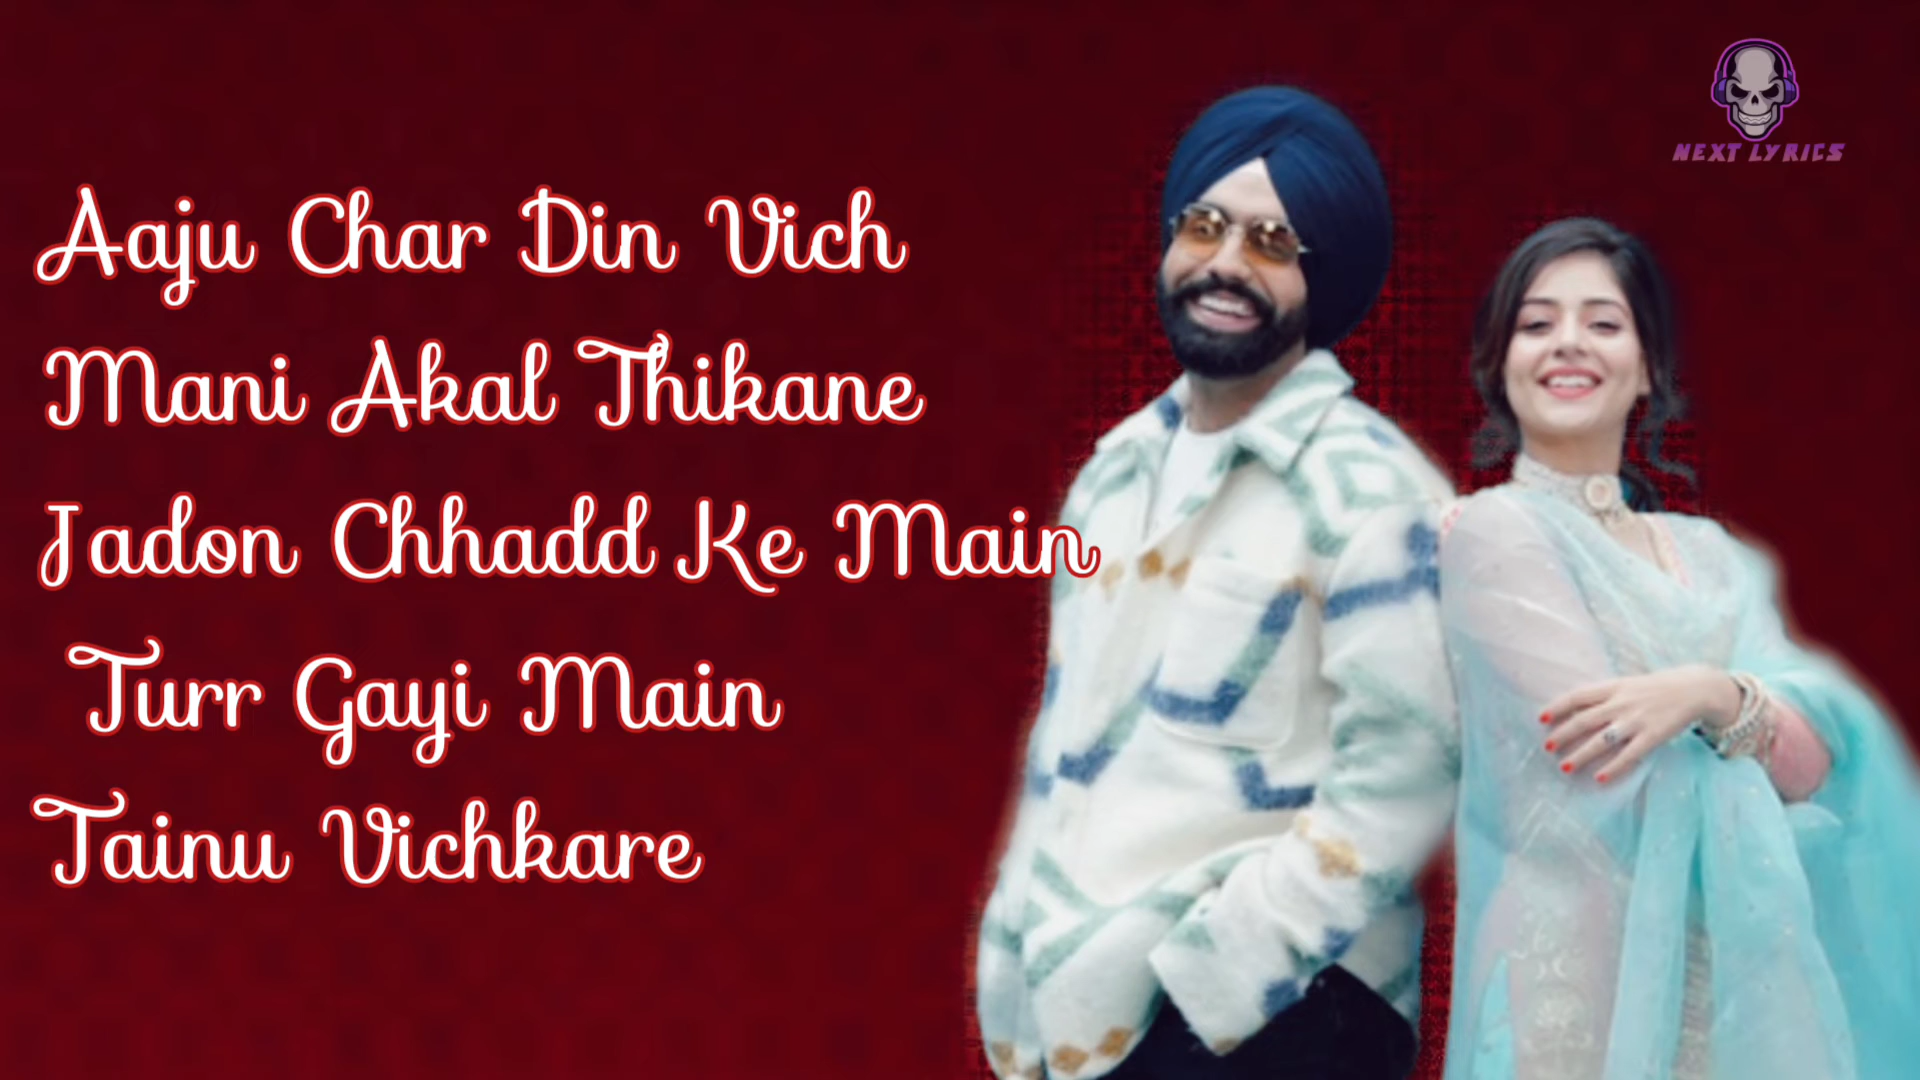 Aaju Char Din Vich
Mani Akal Thikane
Jadon Chhadd Ke Main
Turr Gayi Main
Tainu Vichkare
NEXT LYRICS